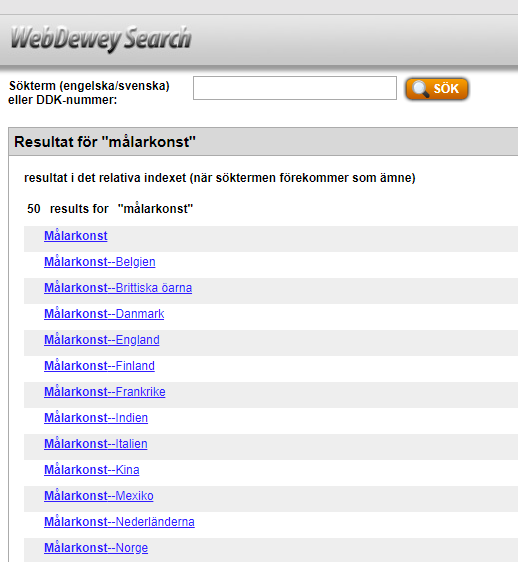 WebDewey Search
Sökterm (engelska/svenska)
eller DDK-nummer:
SÖK
Resultat för "målarkonst"
resultat i det relativa indexet (när söktermen förekommer som ämne)
50 results for "målarkonst"
Målarkonst
Målarkonst--Belgien
Målarkonst--Brittiska öarna
Målarkonst--Danmark
Målarkonst--England
Målarkonst--Finland
Målarkonst--Frankrike
Målarkonst--Indien
Målarkonst--Italien
Målarkonst--Kina
Målarkonst--Mexiko
Målarkonst--Nederländerna
Målarkonst--Norge